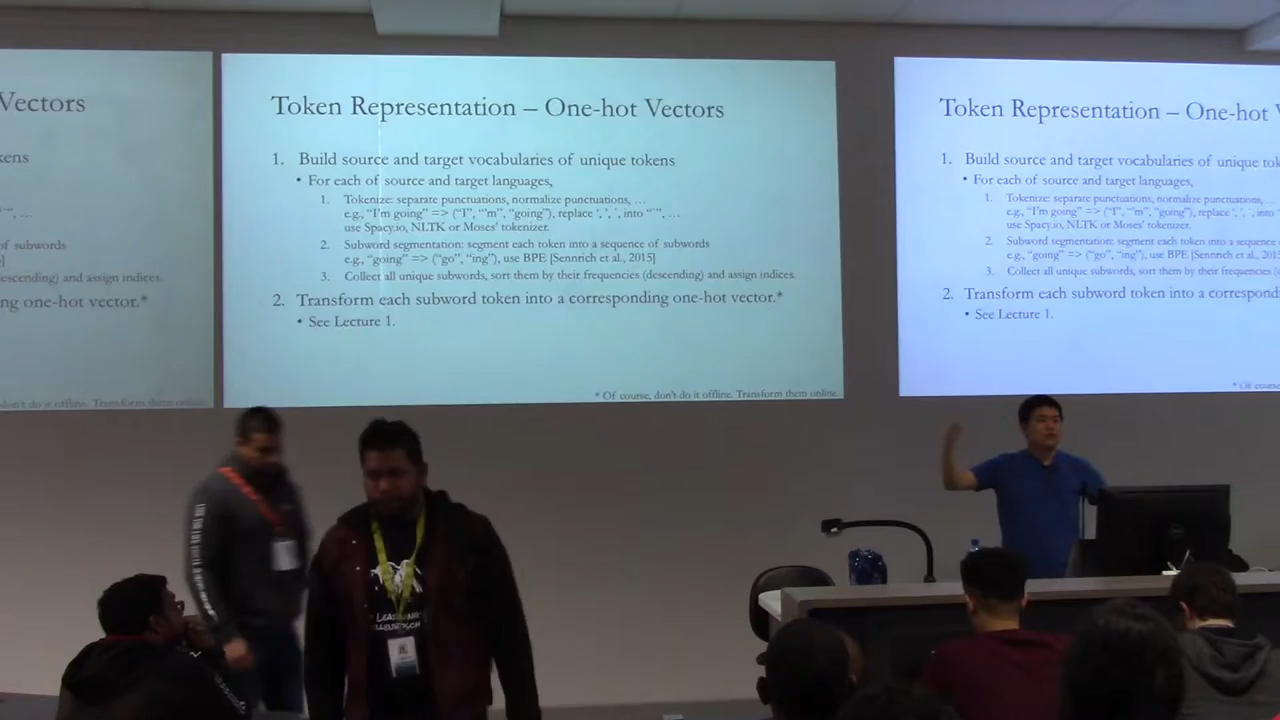 Vectors
kens
of subwords
escending) and assign indices.
ng one-hot vector.*
don't do it offline. Transform them online.
Token Representation – One-hot Vectors
1. Build source and target vocabularies of unique tokens
• For each of source and target languages,
1. Tokenize: separate punctuations, normalize punctuations, …
e.g., “I’m going” => (“I”, “’m”, “going”), replace ‘, ’, ‛, into “`”, …
use Spacy.io, NLTK or Moses’ tokenizer.
2. Subword segmentation: segment each token into a sequence of subwords
e.g., “going” => (“go”, “ing”), use BPE [Sennrich et al., 2015]
3. Collect all unique subwords, sort them by their frequencies (descending) and assign indices.
2. Transform each subword token into a corresponding one-hot vector.*
• See Lecture 1.
* Of course, don’t do it offline. Transform them online.
Token Representation – One-hot V
1. Build source and target vocabularies of unique tok
• For each of source and target languages,
1. Tokenize: separate punctuations, normalize punctuations, …
e.g., “I’m going” => (“I”, “’m”, “going”), replace ‘, ’, ‛, into
use Spacy.io, NLTK or Moses’ tokenizer.
2. Subword segmentation: segment each token into a sequence
e.g., “going” => (“go”, “ing”), use BPE [Sennrich et al., 2015
3. Collect all unique subwords, sort them by their frequencies (
2. Transform each subword token into a correspondi
• See Lecture 1.
* Of course